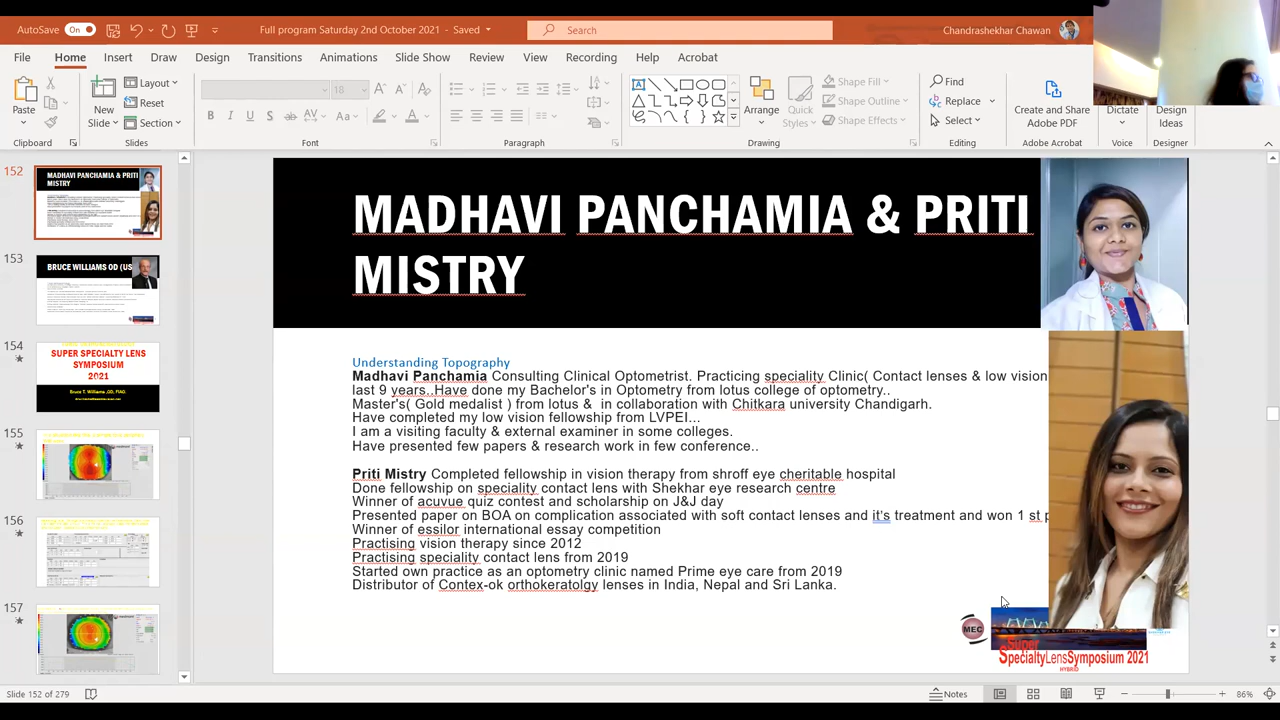 AutoSave On Full program Saturday 2nd October 2021 - Saved Search Chandrashekhar Chawan
File Home Insert Draw Design Transitions Animations Slide Show Recording Review View Recording Help Acrobat
Paste New Slide Layout Reset Section 18 Arrange Quick Styles Shape Fill Shape Outline Shape Effects Find Replace Select Create and Share Adobe PDF Dictate Design Ideas
Clipboard Slides Font Paragraph Drawing Editing Adobe Acrobat Voice Designer
152
MADHAVI PANCHAMIA & PRITI
MISTRY
153
BRUCE WILLIAMS OD (US
154
SUPER SPECIALTY LENS
SYMPOSIUM
2021
155
156
157
MADHAVI PANCHAMIA & PRITI
MISTRY
Understanding Topography
Madhavi Panchamia Consulting Clinical Optometrist. Practicing speciality Clinic( Contact lenses & low vision
last 9 years..Have done my Bachelor's in Optometry from lotus college of optometry..
Master's( Gold medalist ) from lotus & in collaboration with Chitkara university Chandigarh.
Have completed my low vision fellowship from LVPEI...
I am a visiting faculty & external examiner in some colleges.
Have presented few papers & research work in few conference..
Priti Mistry Completed fellowship in vision therapy from shroff eye cheritable hospital
Done fellowship on speciality contact lens with Shekhar eye research centre
Winner of acuvue quiz contest and scholarship on J&J day
Presented paper on BOA on complication associated with soft contact lenses and it's treatment and won 1 st p
Winner of essilor international essay competition
Practising vision therapy since 2012
Practising speciality contact lens from 2019
Started own practice as an optometry clinic named Prime eye care from 2019
Distributor of Contex-ok orthokeratolgy lenses in India, Nepal and Sri Lanka.
MEC
Super
SpecialtyLensSymposium 2021
HYBRID
Slide 152 of 279 Notes 86%